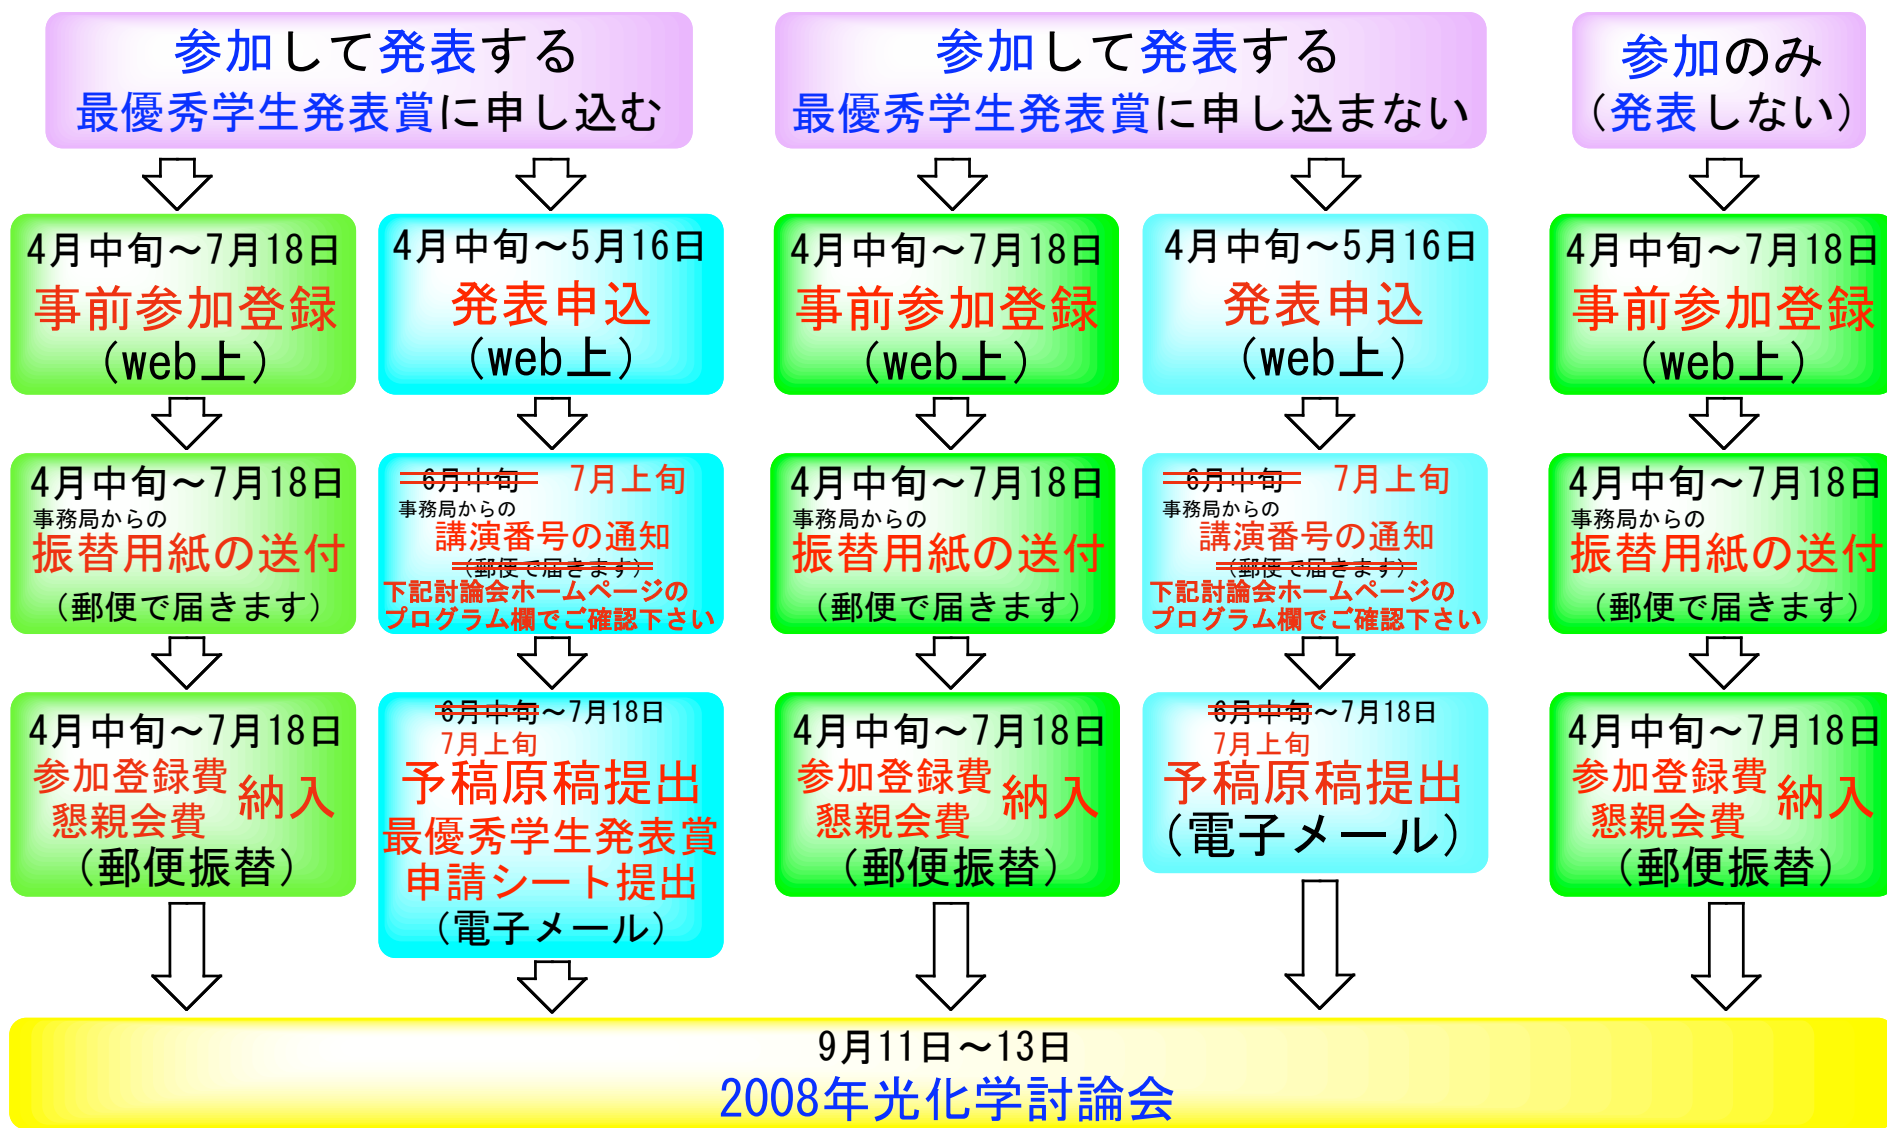 参加して発表する
最優秀学生発表賞に申し込む
4月中旬～7月18日
事前参加登録
(web上)
4月中旬～7月18日
事務局からの
振替用紙の送付
(郵便で届きます)
4月中旬～7月18日
参加登録費
懇親会費
納入
(郵便振替)
4月中旬～5月16日
発表申込
(web上)
6月中旬 7月上旬
事務局からの
講演番号の通知
(郵便で届きます)
下記討論会ホームページの
プログラム欄でご確認下さい
6月中旬～7月18日
7月上旬
予稿原稿提出
最優秀学生発表賞
申請シート提出
(電子メール)
参加して発表する
最優秀学生発表賞に申し込まない
4月中旬～7月18日
事前参加登録
(web上)
4月中旬～7月18日
事務局からの
振替用紙の送付
(郵便で届きます)
4月中旬～7月18日
参加登録費
懇親会費
納入
(郵便振替)
4月中旬～5月16日
発表申込
(web上)
6月中旬 7月上旬
事務局からの
講演番号の通知
(郵便で届きます)
下記討論会ホームページの
プログラム欄でご確認下さい
6月中旬～7月18日
7月上旬
予稿原稿提出
(電子メール)
参加のみ
(発表しない)
4月中旬～7月18日
事前参加登録
(web上)
4月中旬～7月18日
事務局からの
振替用紙の送付
(郵便で届きます)
4月中旬～7月18日
参加登録費
懇親会費
納入
(郵便振替)
9月11日～13日
2008年光化学討論会